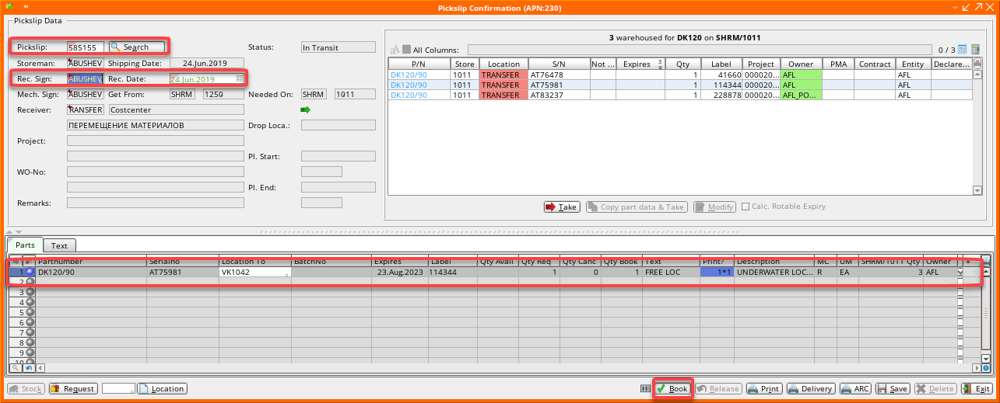 Pickslip Confirmation (APN:230)
Pickslip Data
Pickslip: 585155 Search Status: In Transit
Storeman: ABUSHEV Shipping Date: 24.Jun.2019
Rec. Sign: ABUSHEV Rec. Date: 24.Jun.2019
Mech. Sign: ABUSHEV Get From: SHRM 1250 Needed On: SHRM 1011
Receiver: RANSFER Costcenter
ПЕРЕМЕЩЕНИЕ МАТЕРИАЛОВ Drop Loca.:
Project:
Pl. Start:
WO-No:
Pl. End:
Remarks:
3 warehoused for DK120 on SHRM/1011
All Columns: 0 / 3
P/N Store Location S/N Not ... Expires 3 Qty Label Project Owner PMA Contract Entity Declare...
DK120/90 1011 TRANSFER AT76478 1 41660 000020... AFL AFL
DK120/90 1011 TRANSFER AT75981 1 114344 000020... AFL AFL
DK120/90 1011 TRANSFER AT83237 1 228878 000020... AFL_PO... AFL
Take Copy part data & Take Modify Calc. Rotable Expiry
Parts Text
Partnumber Serialno Location To BatchNo Expires Label Qty Avail Qty Req Qty Canc Qty Book Text Print? Description MC UM SHRM/1011 Qty Owner
1 DK120/90 AT75981 VK1042 23.Aug.2023 114344 1 0 1 FREE LOC 1*1 UNDERWATER LOC... R EA 3 AFL
2
3
4
5
6
7
8
9
10
Stock Request Location Book Release Print Delivery ARC Save Delete Exit